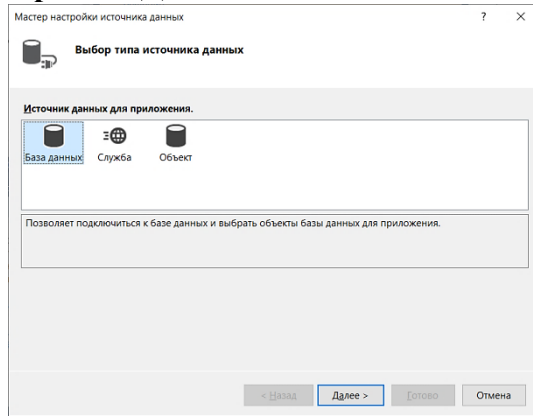 Мастер настройки источника данных ? ×
Выбор типа источника данных
Источник данных для приложения.
База данных Служба Объект
Позволяет подключиться к базе данных и выбрать объекты базы данных для приложения.
< Назад Далее > Готово Отмена